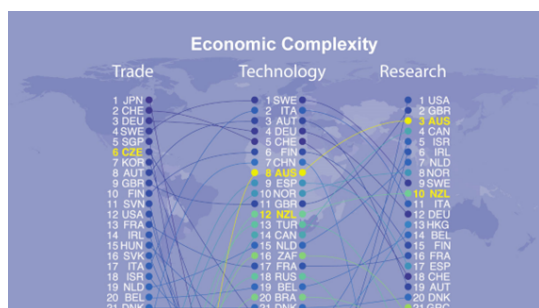 Economic Complexity
Trade Technology Research
1 JPN 1 SWE 1 USA
2 CHE 2 ITA 2 GBR
3 DEU 3 AUT 3 AUS
4 SWE 4 DEU 4 CAN
5 SGP 5 CHE 5 ISR
6 CZE 6 FIN 6 IRL
7 KOR 7 CHN 7 NLD
8 AUT 8 AUS 8 NOR
9 GBR 9 ESP 9 SWE
10 FIN 10 NOR 10 NZL
11 SVN 11 GBR 11 ITA
12 USA 12 NZL 12 DEU
13 FRA 13 TUR 13 HKG
14 IRL 14 CAN 14 BEL
15 HUN 15 NLD 15 FIN
16 SVK 16 ZAF 16 FRA
17 ITA 17 FRA 17 ESP
18 ISR 18 RUS 18 CHE
19 NLD 19 BEL 19 AUT
20 BEL 20 BRA 20 DNK
21 DNK 21 DNK 21 GRC